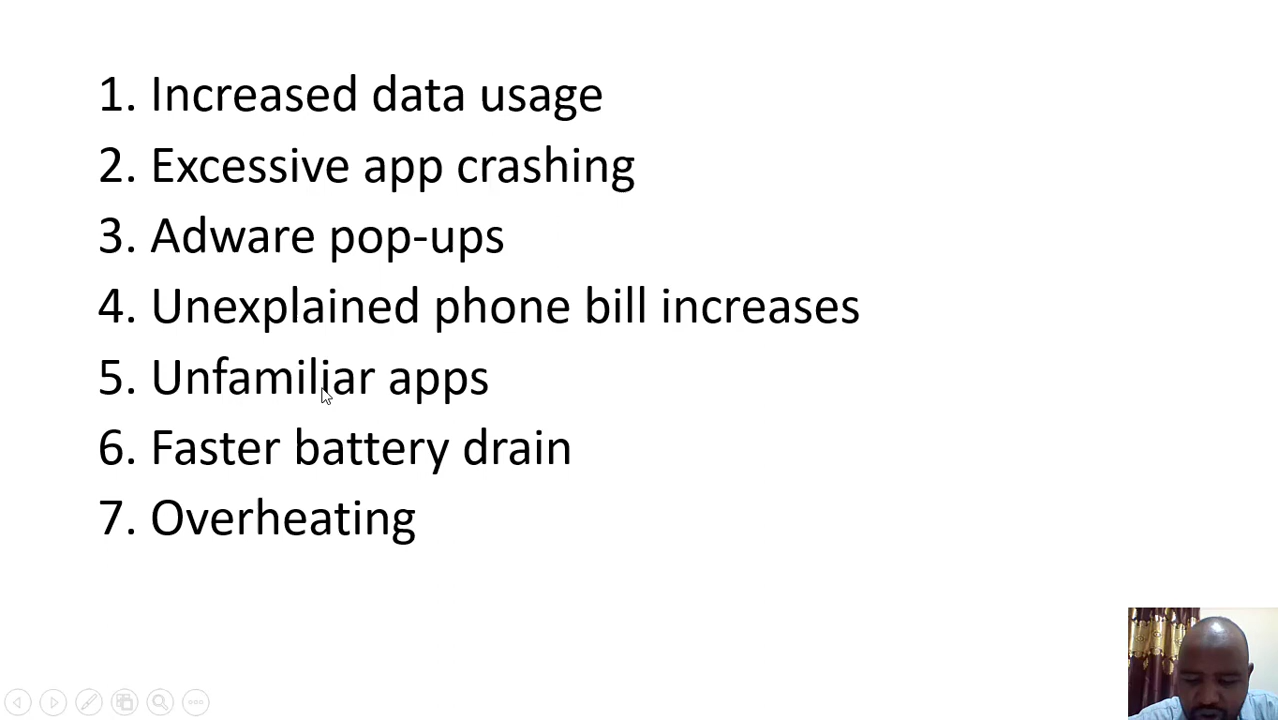 1. Increased data usage
2. Excessive app crashing
3. Adware pop-ups
4. Unexplained phone bill increases
5. Unfamiliar apps
6. Faster battery drain
7. Overheating